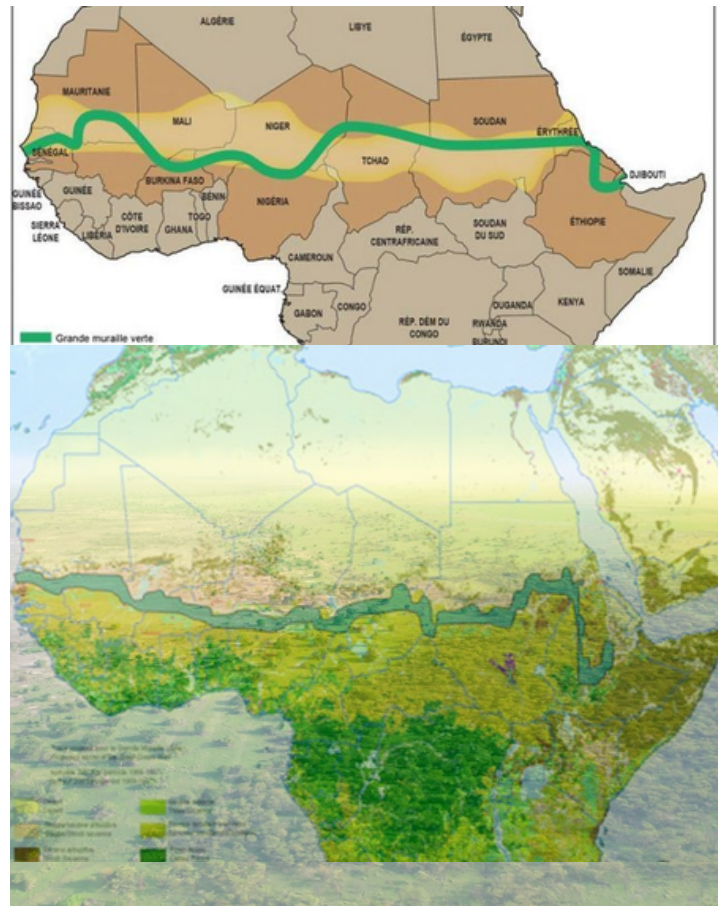 ALGÉRIE
LIBYE
ÉGYPTE
MAURITANIE
MALI
NIGER
SOUDAN
ÉRYTHRÉE
SÉNÉGAL
TCHAD
DJIBOUTI
BURKINA FASO
GUINÉE
BISSAO
GUINÉE
BÉNIN
NIGÉRIA
ÉTHIOPIE
SIERRA
LÉONE
LIBÉRIA
CÔTE
D'IVOIRE
GHANA
TOGO
RÉP.
CENTRAFRICAINE
SOUDAN
DU SUD
CAMEROUN
SOMALIE
GUINÉE ÉQUAT.
GABON
CONGO
OUGANDA
KENYA
RÉP. DÉM DU
CONGO
RWANDA
BURUNDI
Grande muraille verte